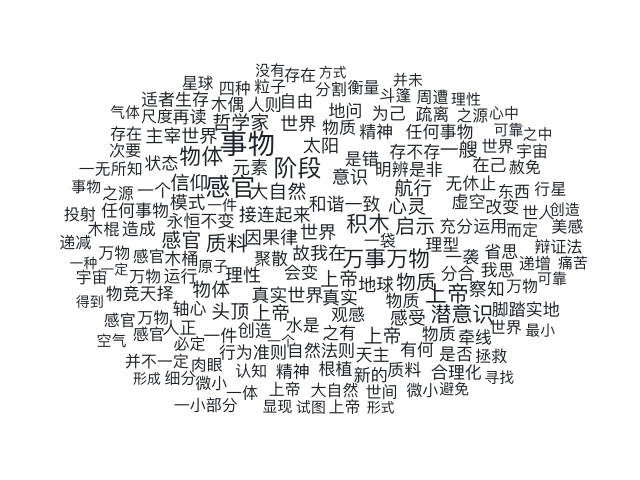 没有 存在 方式
星球 四种 粒子 分割 衡量 并未
适者生存 木偶 人则 自由 斗篷 周遭 理性
气体 尺度 再读 哲学家 地问 为己 疏离 之源 心中
存在 主宰 世界 事物 世界 物质 精神 任何事物 可靠 之中
次要 状态 物体 太阳 是错 存不存 一艘 世界 宇宙
一无所知 元素 阶段 意识 明辨是非 在己 赦免
事物 之源 一个 信仰 感官 大自然 航行 无休止 东西 行星
投射 任何事物 模式 一件 和谐一致 心灵 虚空 改变 世人 创造
木棍 造成 永恒不变 接连起来 积木 启示 充分运用 而定 美感
递减 感官 质料 因果律 世界 一袋 理型 辩证法
万物 感官 木桶 聚散 故我在 万事万物 一袭 省思
一种 一定 原子 分合 我思 递增 痛苦
宇宙 万物 运行 理性 会变 上帝 地球 物质 察知 万物 可靠
物竞天择 物体 真实世界 真实 物质 上帝
得到 轴心 头顶 上帝 观感 感受 潜意识 脚踏实地
感官 万物 人正 一件 创造 水是 之有 上帝 物质 牵线 世界 最小
空气 感官 必定 一个 行为 准则 自然法则 天主 有何 是否 拯救
并不一定 肉眼 认知 精神 根植 新的 质料 合理化
形成 细分 微小 一体 上帝 大自然 世间 微小 避免 寻找
一小部分 显现 试图 上帝 形式